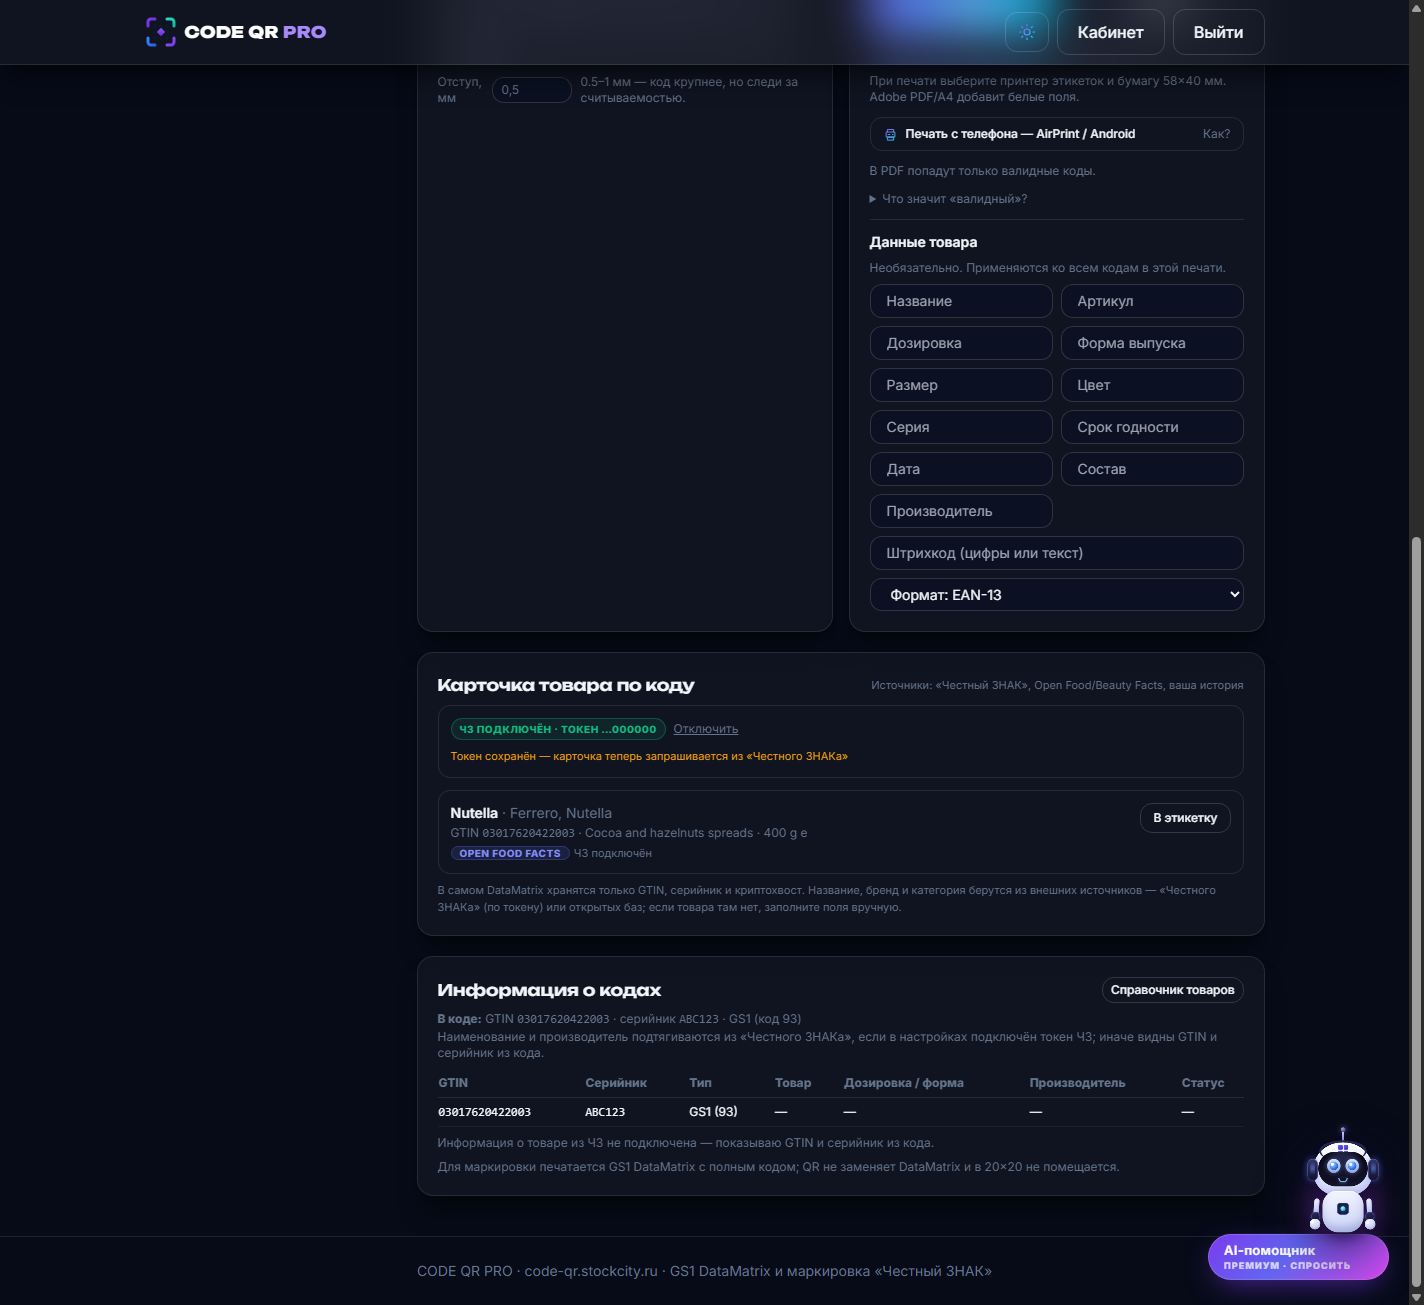 CODE QR PRO
Кабинет
Выйти
Отступ, мм
0,5
0.5–1 мм — код крупнее, но следи за
считываемостью.
При печати выберите принтер этикеток и бумагу 58×40 мм.
Adobe PDF/A4 добавит белые поля.
Печать с телефона — AirPrint / Android
Как?
В PDF попадут только валидные коды.
Что значит «валидный»?
Данные товара
Необязательно. Применяются ко всем кодам в этой печати.
Название
Артикул
Дозировка
Форма выпуска
Размер
Цвет
Серия
Срок годности
Дата
Состав
Производитель
Штрихкод (цифры или текст)
Формат: EAN-13
Карточка товара по коду
Источники: «Честный ЗНАК», Open Food/Beauty Facts, ваша история
ЧЗ ПОДКЛЮЧЁН · ТОКЕН …000000
Отключить
Токен сохранён — карточка теперь запрашивается из «Честного ЗНАКа»
Nutella · Ferrero, Nutella
В этикетку
GTIN 03017620422003 · Cocoa and hazelnuts spreads · 400 g e
OPEN FOOD FACTS ЧЗ подключён
В самом DataMatrix хранятся только GTIN, серийник и криптохвост. Название, бренд и категория берутся из внешних источников — «Честного
ЗНАКа» (по токену) или открытых баз; если товара там нет, заполните поля вручную.
Информация о кодах
Справочник товаров
В коде: GTIN 03017620422003 · серийник ABC123 · GS1 (код 93)
Наименование и производитель подтягиваются из «Честного ЗНАКа», если в настройках подключён токен ЧЗ; иначе видны GTIN и
серийник из кода.
GTIN Серийник Тип Товар Дозировка / форма Производитель Статус
03017620422003 ABC123 GS1 (93) — — — —
Информация о товаре из ЧЗ не подключена — показываю GTIN и серийник из кода.
Для маркировки печатается GS1 DataMatrix с полным кодом; QR не заменяет DataMatrix и в 20×20 не помещается.
AI-помощник
ПРЕМИУМ · СПРОСИТЬ
CODE QR PRO · code-qr.stockcity.ru · GS1 DataMatrix и маркировка «Честный ЗНАК»